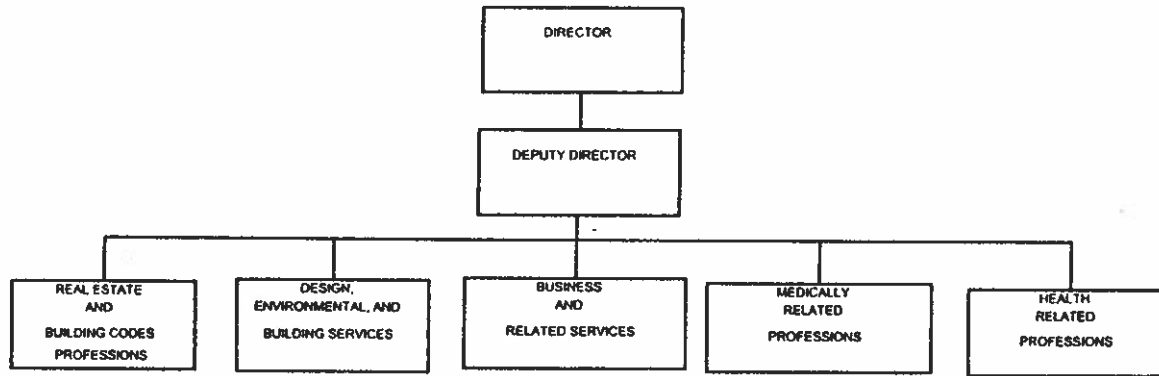 DIRECTOR
DEPUTY DIRECTOR
REAL ESTATE
AND
BUILDING CODES
PROFESSIONS
DESIGN,
ENVIRONMENTAL, AND
BUILDING SERVICES
BUSINESS
AND
RELATED SERVICES
MEDICALLY
RELATED
PROFESSIONS
HEALTH
RELATED
PROFESSIONS